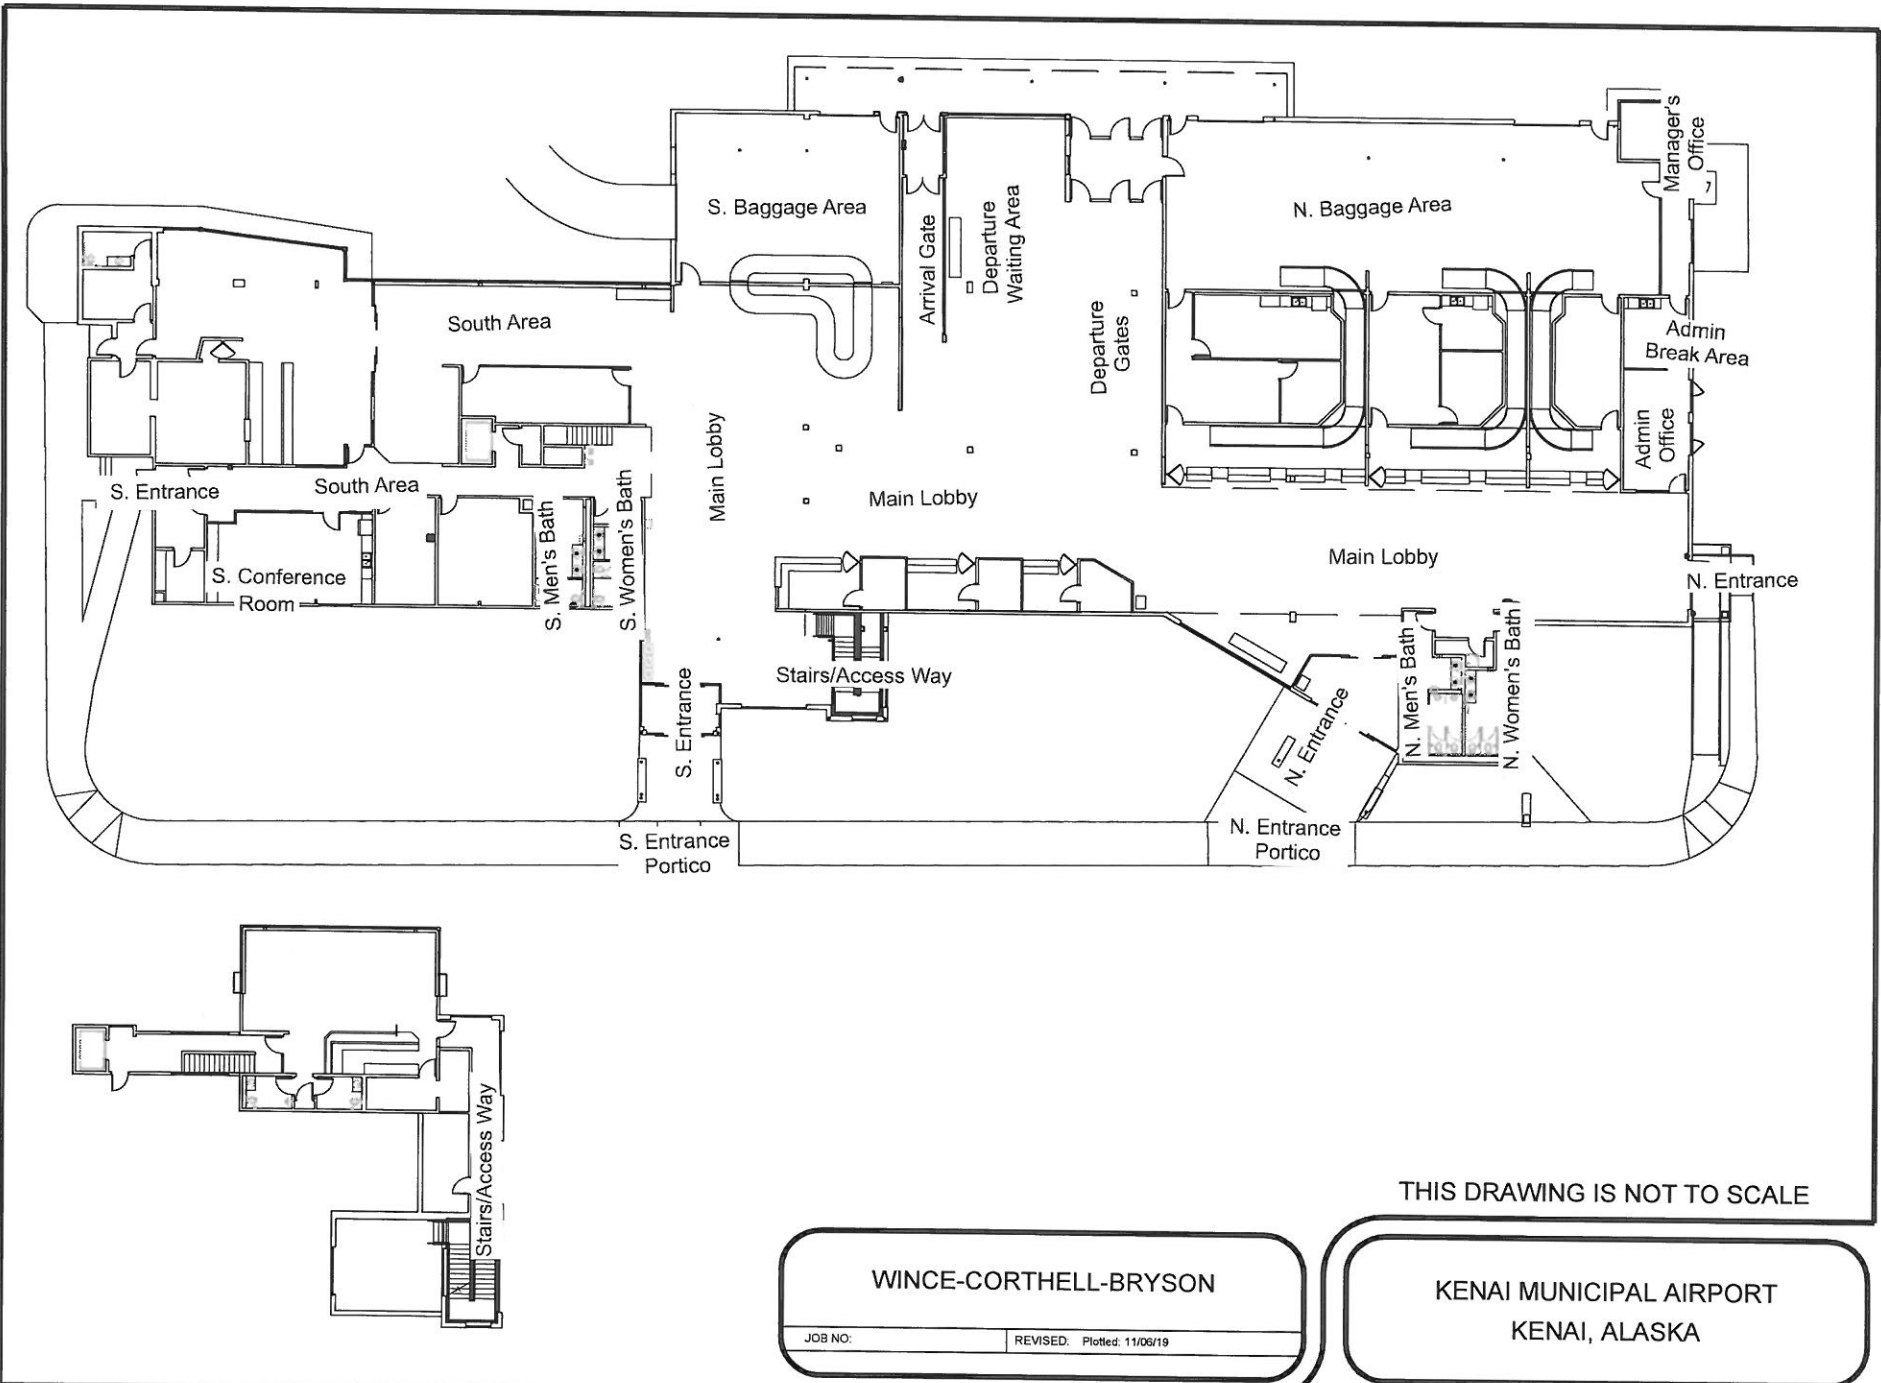 Manager's
Office
S. Baggage Area
Arrival Gate
Departure
Waiting Area
N. Baggage Area
South Area
Departure
Gates
Admin
Break Area
Main Lobby
Admin
Office
S. Entrance
South Area
S. Men's Bath
S. Women's Bath
Main Lobby
Main Lobby
S. Conference
Room
N. Entrance
Stairs/Access Way
S. Entrance
N. Entrance
N. Men's Bath
N. Women's Bath
S. Entrance
Portico
N. Entrance
Portico
Stairs/Access Way
THIS DRAWING IS NOT TO SCALE
WINCE-CORTHELL-BRYSON
JOB NO:
REVISED: Plotted: 11/06/19
KENAI MUNICIPAL AIRPORT
KENAI, ALASKA